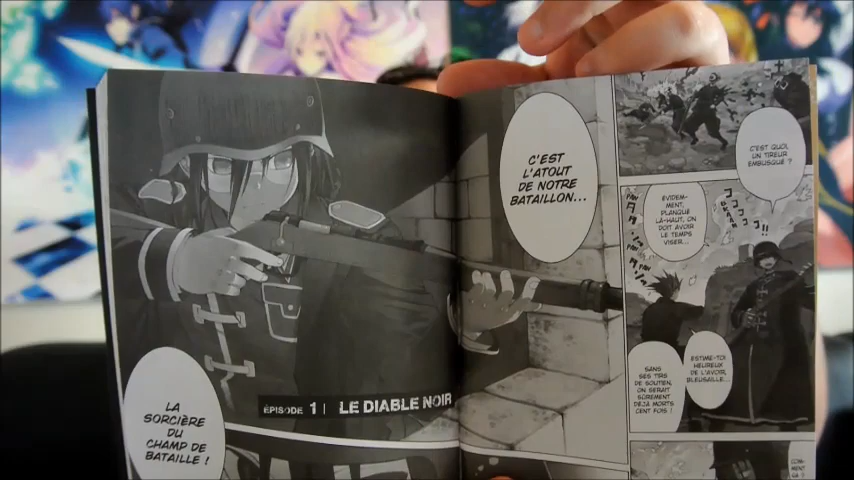 C'EST
L'ATOUT
DE NOTRE
BATAILLON...
ÉPISODE 1 | LE DIABLE NOIR
LA
SORCIÈRE
DU
CHAMP DE
BATAILLE !
C'EST QUOI,
UN TIREUR
EMBUSQUÉ ?
EVIDEM-
MENT,
PLANQUÉ
LÀ-HAUT, ON
DOIT AVOIR
LE TEMPS
VISER...
ESTIME-TOI
HEUREUX
DE L'AVOIR,
BLEUSAILLE...
SANS
SES TIRS
DE SOUTIEN,
ON SERAIT
SÛREMENT
DÉJÀ MORTS
CENT FOIS !